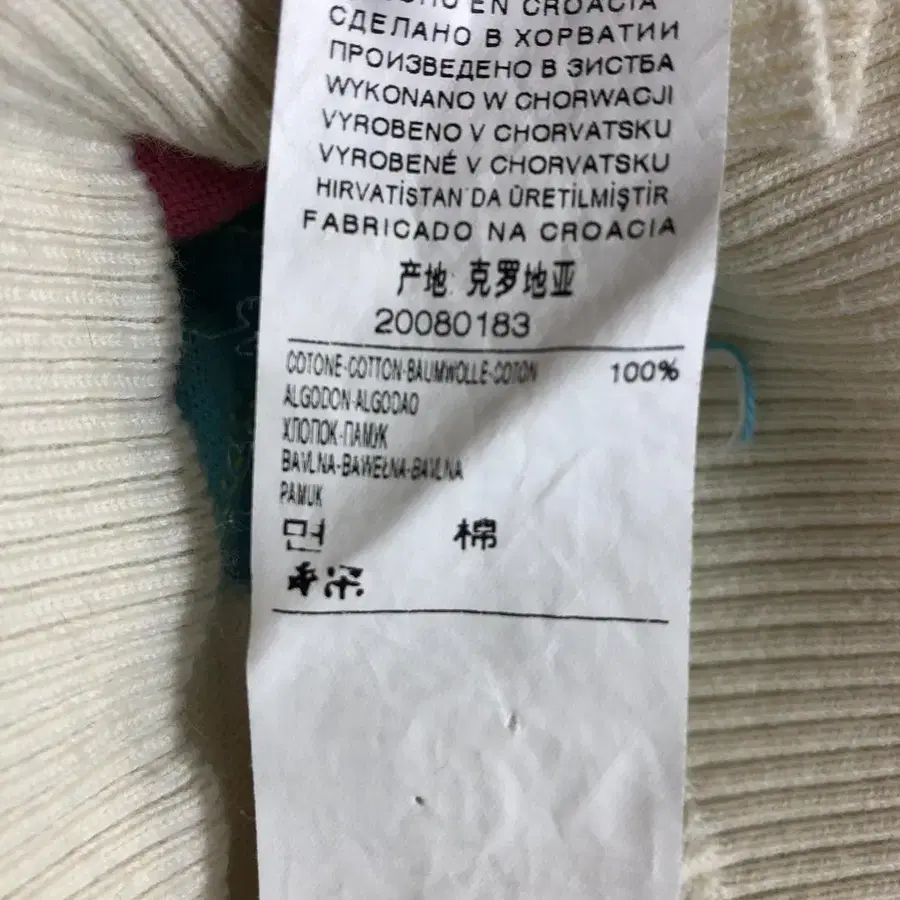 EN CROACIA
СДЕЛАНО В ХОРВАТИИ
ПРОИЗВЕДЕНО В ЗИСТБА
WYKONANO W CHORWACJI
VYROBENO V CHORVATSKU
VYROBENÉ V CHORVATSKU
HIRVATİSTAN'DA ÜRETİLMİŞTİR
FABRICADO NA CROACIA
产地: 克罗地亚
20080183
COTONE-COTTON-BAUMWOLLE-COTON 100%
ALGODON-ALGODAO
ХЛОПОК-ПАМУК
BAVLNA-BAWEŁNA-BAVLNA
PAMUK
면 棉